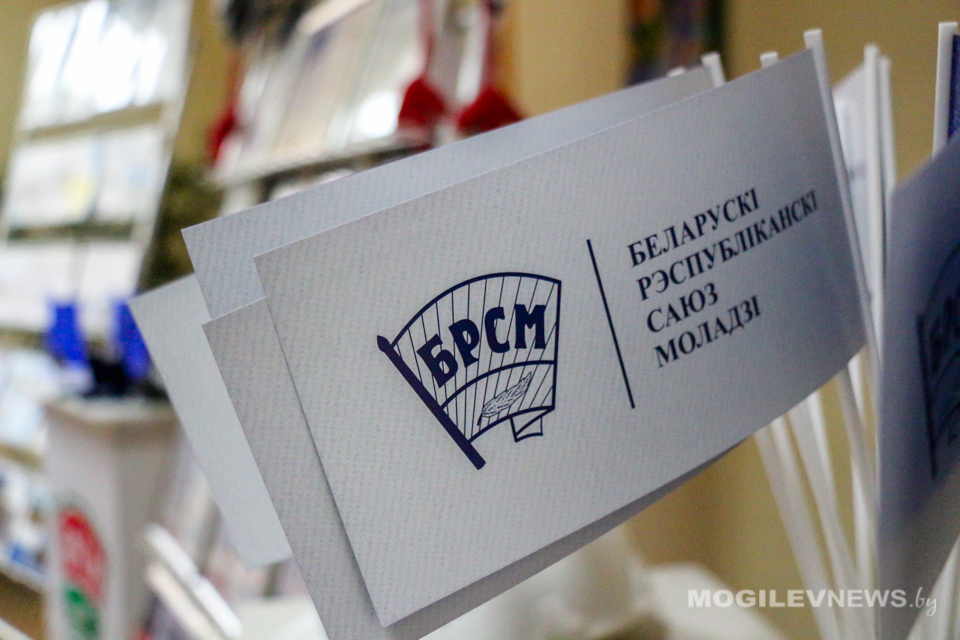 БРСМ
БЕЛАРУСКІ
РЭСПУБЛІКАНСКІ
САЮЗ
МОЛАДЗІ
MOGILEVNEWS.by